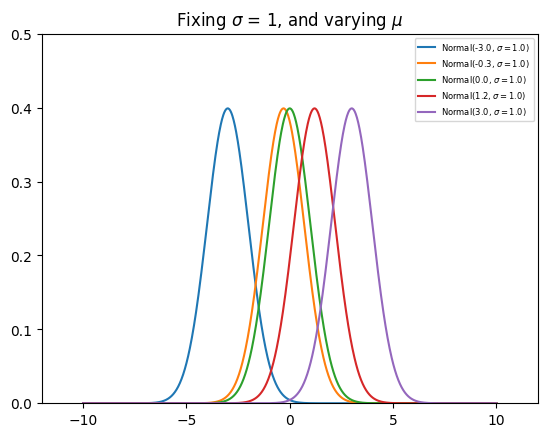 Fixing σ = 1, and varying μ
Normal(-3.0, σ = 1.0)
Normal(-0.3, σ = 1.0)
Normal(0.0, σ = 1.0)
Normal(1.2, σ = 1.0)
Normal(3.0, σ = 1.0)
0.5
0.4
0.3
0.2
0.1
0.0
−10 −5 0 5 10